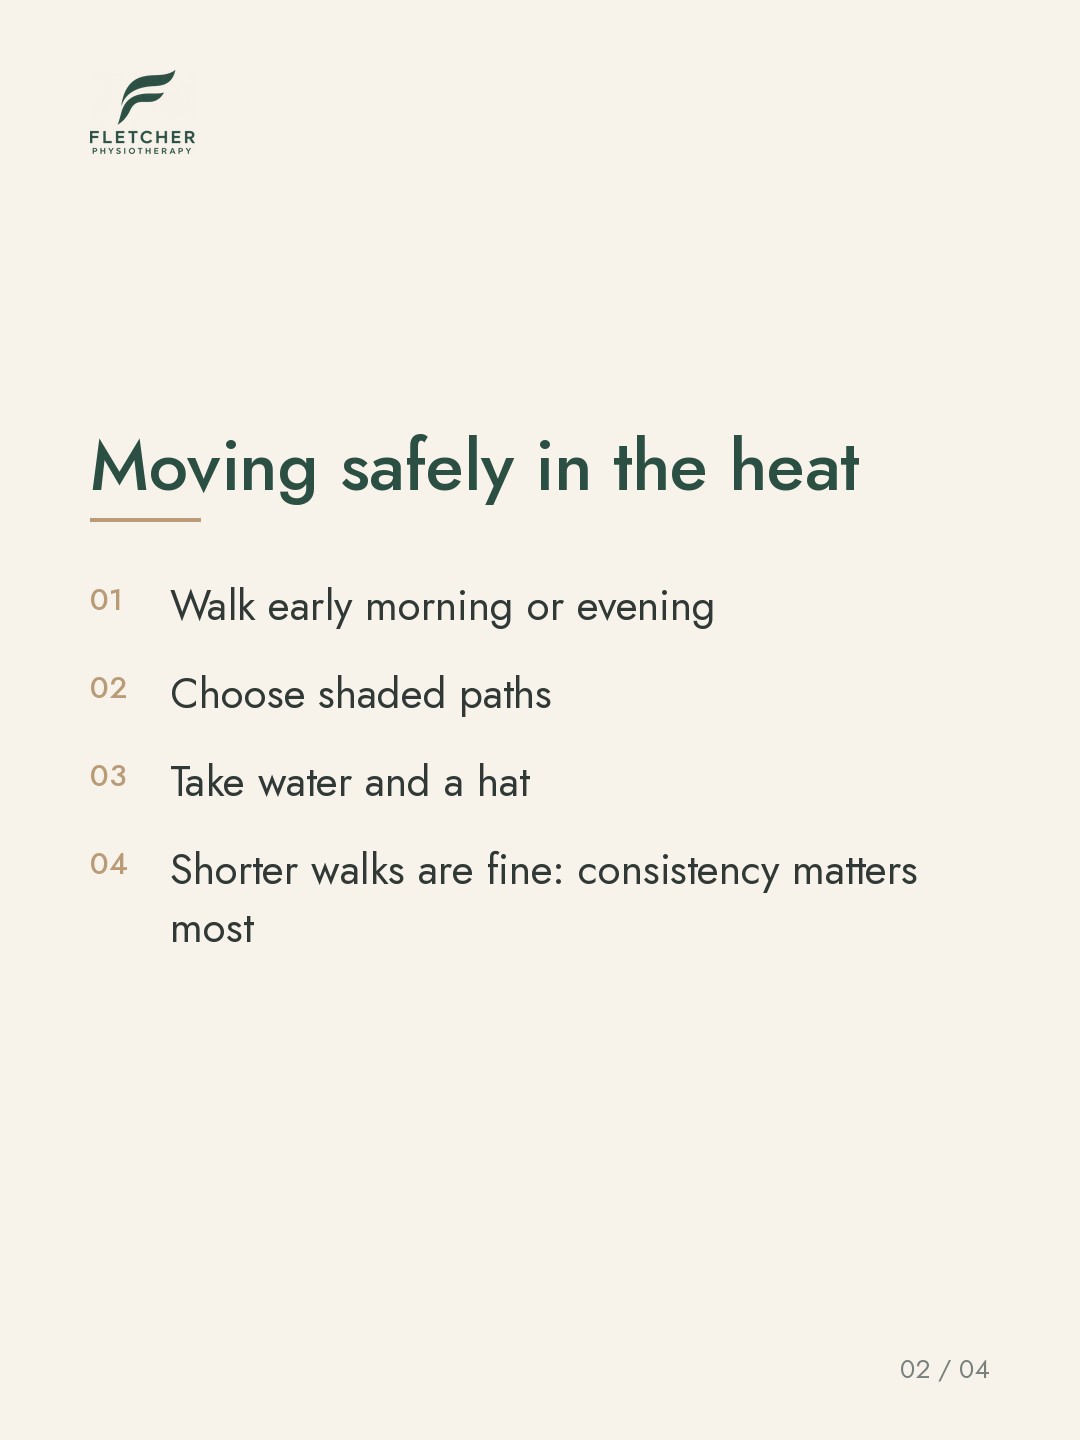 FLETCHER
PHYSIOTHERAPY
Moving safely in the heat
01 Walk early morning or evening
02 Choose shaded paths
03 Take water and a hat
04 Shorter walks are fine: consistency matters
most
02 / 04